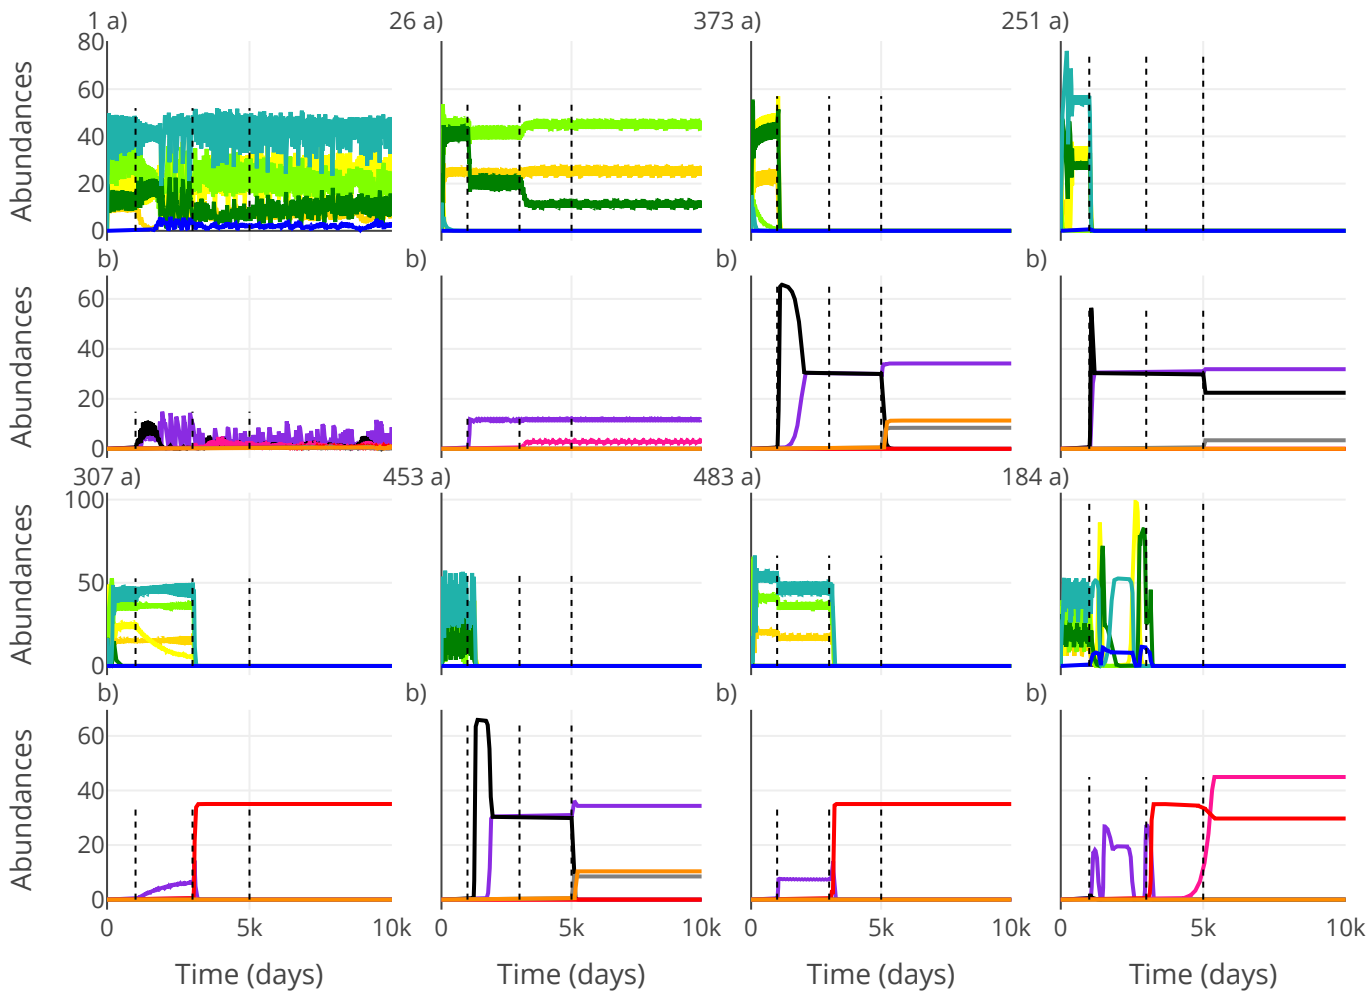 1 a) 26 a) 373 a) 251 a)
80
60
40
20
0
Abundances
b) b) b) b)
60
40
20
0
Abundances
307 a) 453 a) 483 a) 184 a)
100
50
0
Abundances
b) b) b) b)
60
40
20
0
Abundances
0 5k 10k 0 5k 10k 0 5k 10k 0 5k 10k
Time (days) Time (days) Time (days) Time (days)